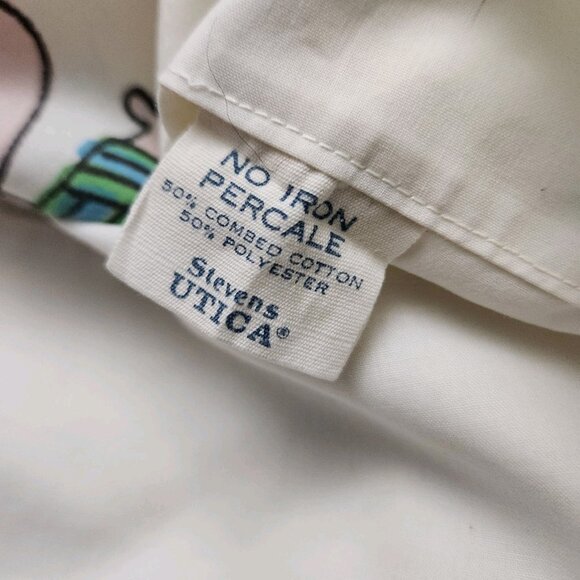 NO IRON
PERCALE
50% COMBED COTTON
50% POLYESTER
Stevens
UTICA®